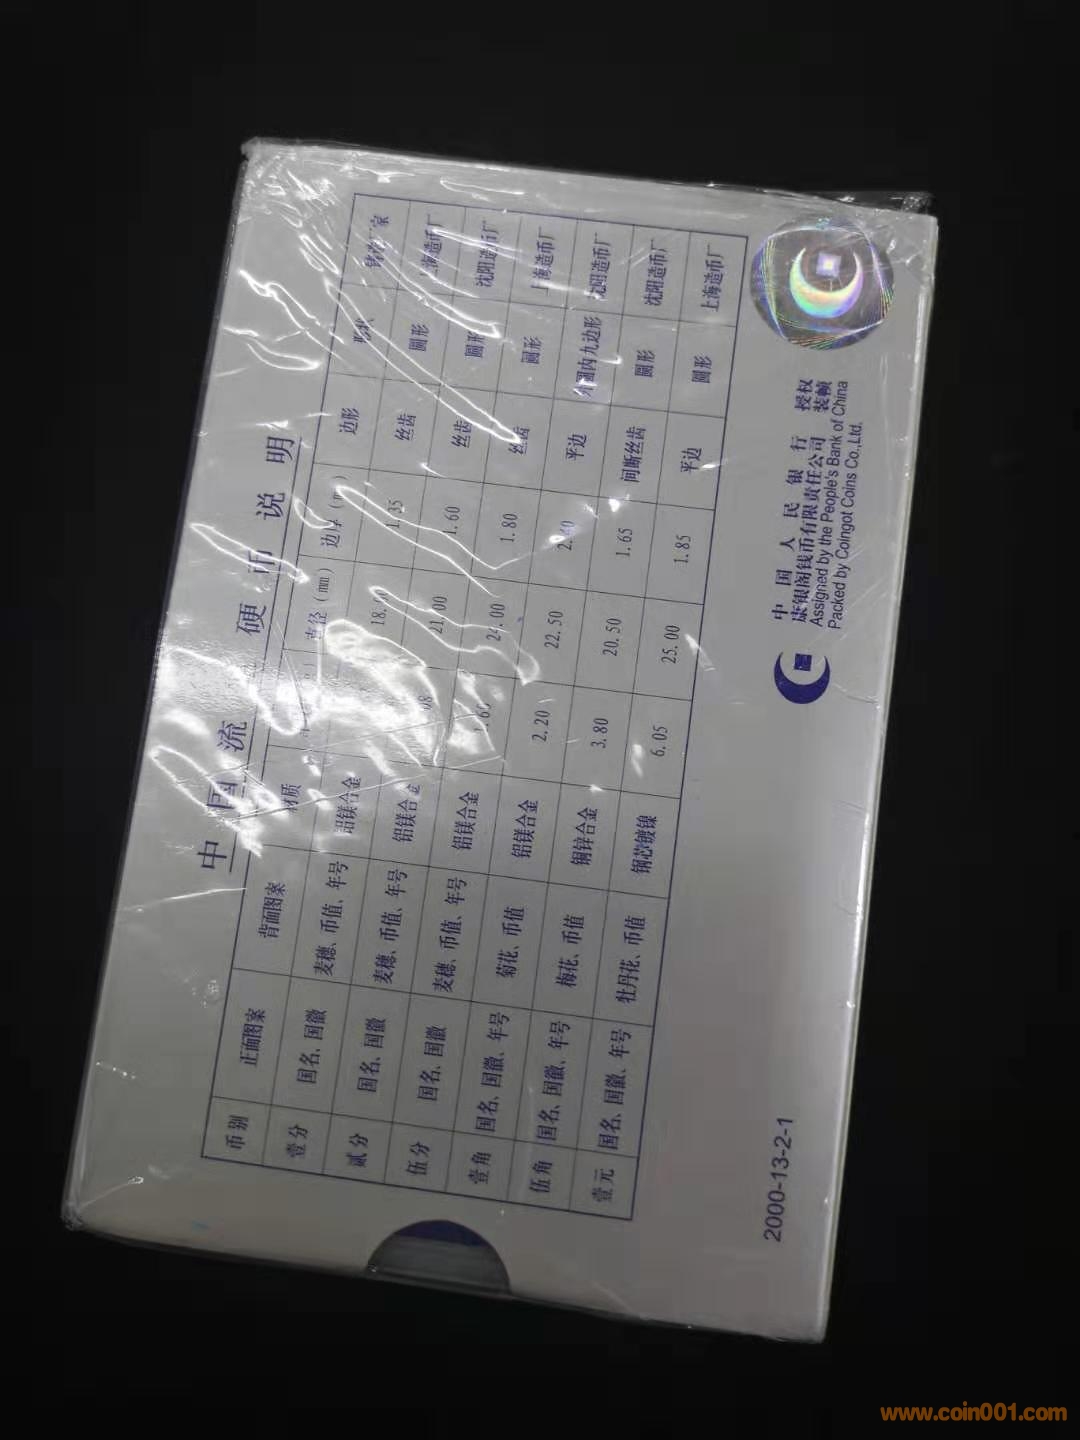 中国流 硬币说明
币别 正面图案 背面图案 材质 直径(mm) 边厚 边形 形状
壹分 国名、国徽 麦穗、币值、年号 铝镁合金 1.35 丝齿 圆形 上海造币厂
贰分 国名、国徽 麦穗、币值、年号 铝镁合金 21.00 1.60 丝齿 圆形 沈阳造币厂
伍分 国名、国徽 麦穗、币值、年号 铝镁合金 24.00 1.80 丝齿 圆形 上海造币厂
壹角 国名、国徽、年号 菊花、币值 铝镁合金 2.20 22.50 2.40 平边 外圆内九边形 沈阳造币厂
伍角 国名、国徽、年号 梅花、币值 铜锌合金 3.80 20.50 1.65 间断丝齿 圆形 沈阳造币厂
壹元 国名、国徽、年号 牡丹花、币值 钢芯镀镍 6.05 25.00 1.85 平边 圆形 上海造币厂
中国人民银行 授权
康银阁钱币有限责任公司 装帧
Assigned by the People's Bank of China
Packed by Coingot Coins Co.,Ltd.
2000-13-2-1
www.coin001.com